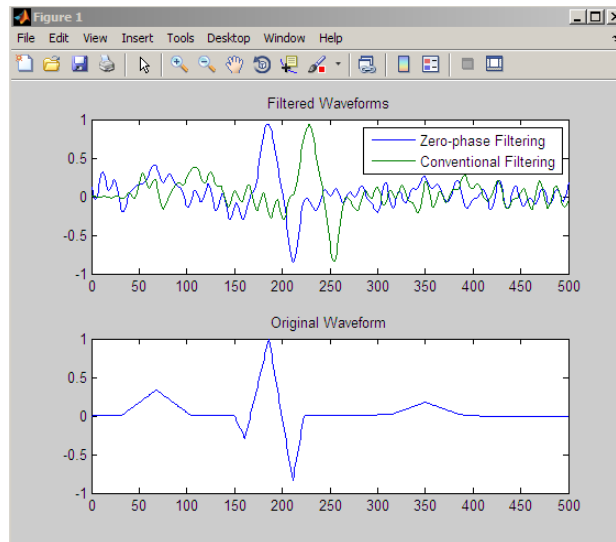 Figure 1
File Edit View Insert Tools Desktop Window Help
Filtered Waveforms
1
0.5
0
-0.5
-1
Zero-phase Filtering
Conventional Filtering
0 50 100 150 200 250 300 350 400 450 500
Original Waveform
1
0.5
0
-0.5
-1
0 50 100 150 200 250 300 350 400 450 500